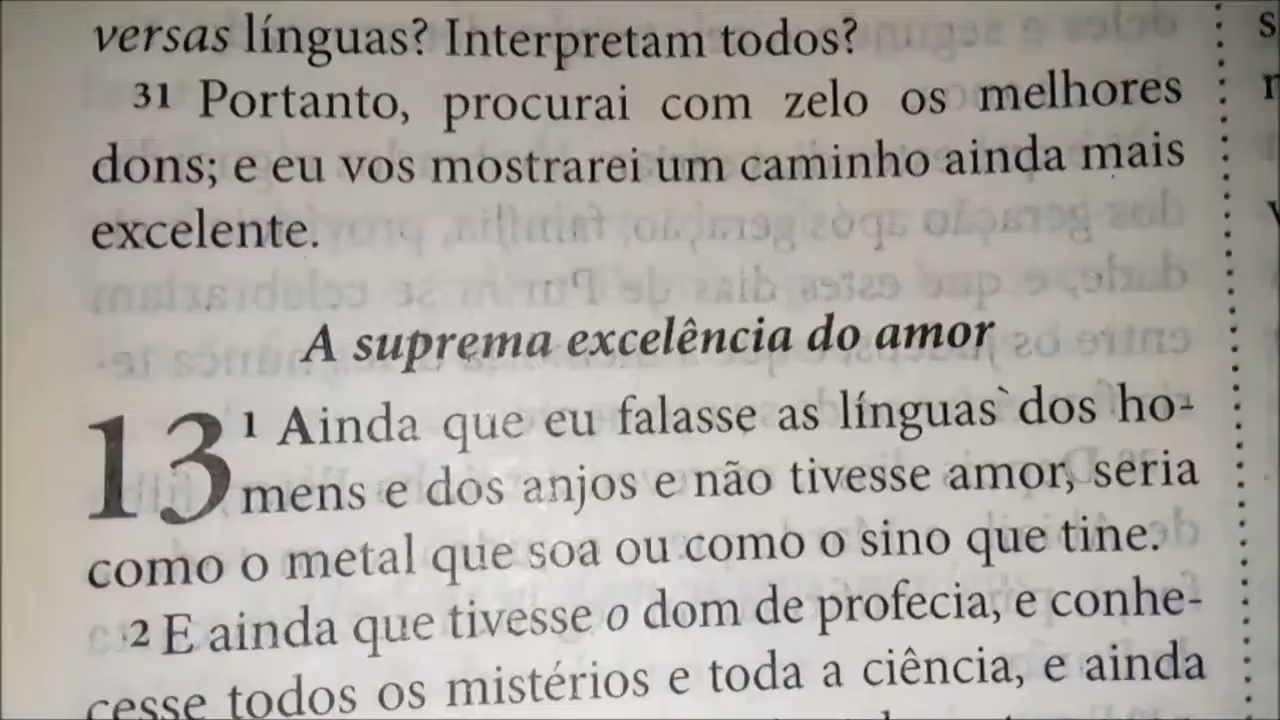 versas línguas? Interpretam todos?
31 Portanto, procurai com zelo os melhores
dons; e eu vos mostrarei um caminho ainda mais
excelente.
A suprema excelência do amor
13 1 Ainda que eu falasse as línguas dos ho-
mens e dos anjos e não tivesse amor, seria
como o metal que soa ou como o sino que tine.
2 E ainda que tivesse o dom de profecia, e conhe-
cesse todos os mistérios e toda a ciência, e ainda